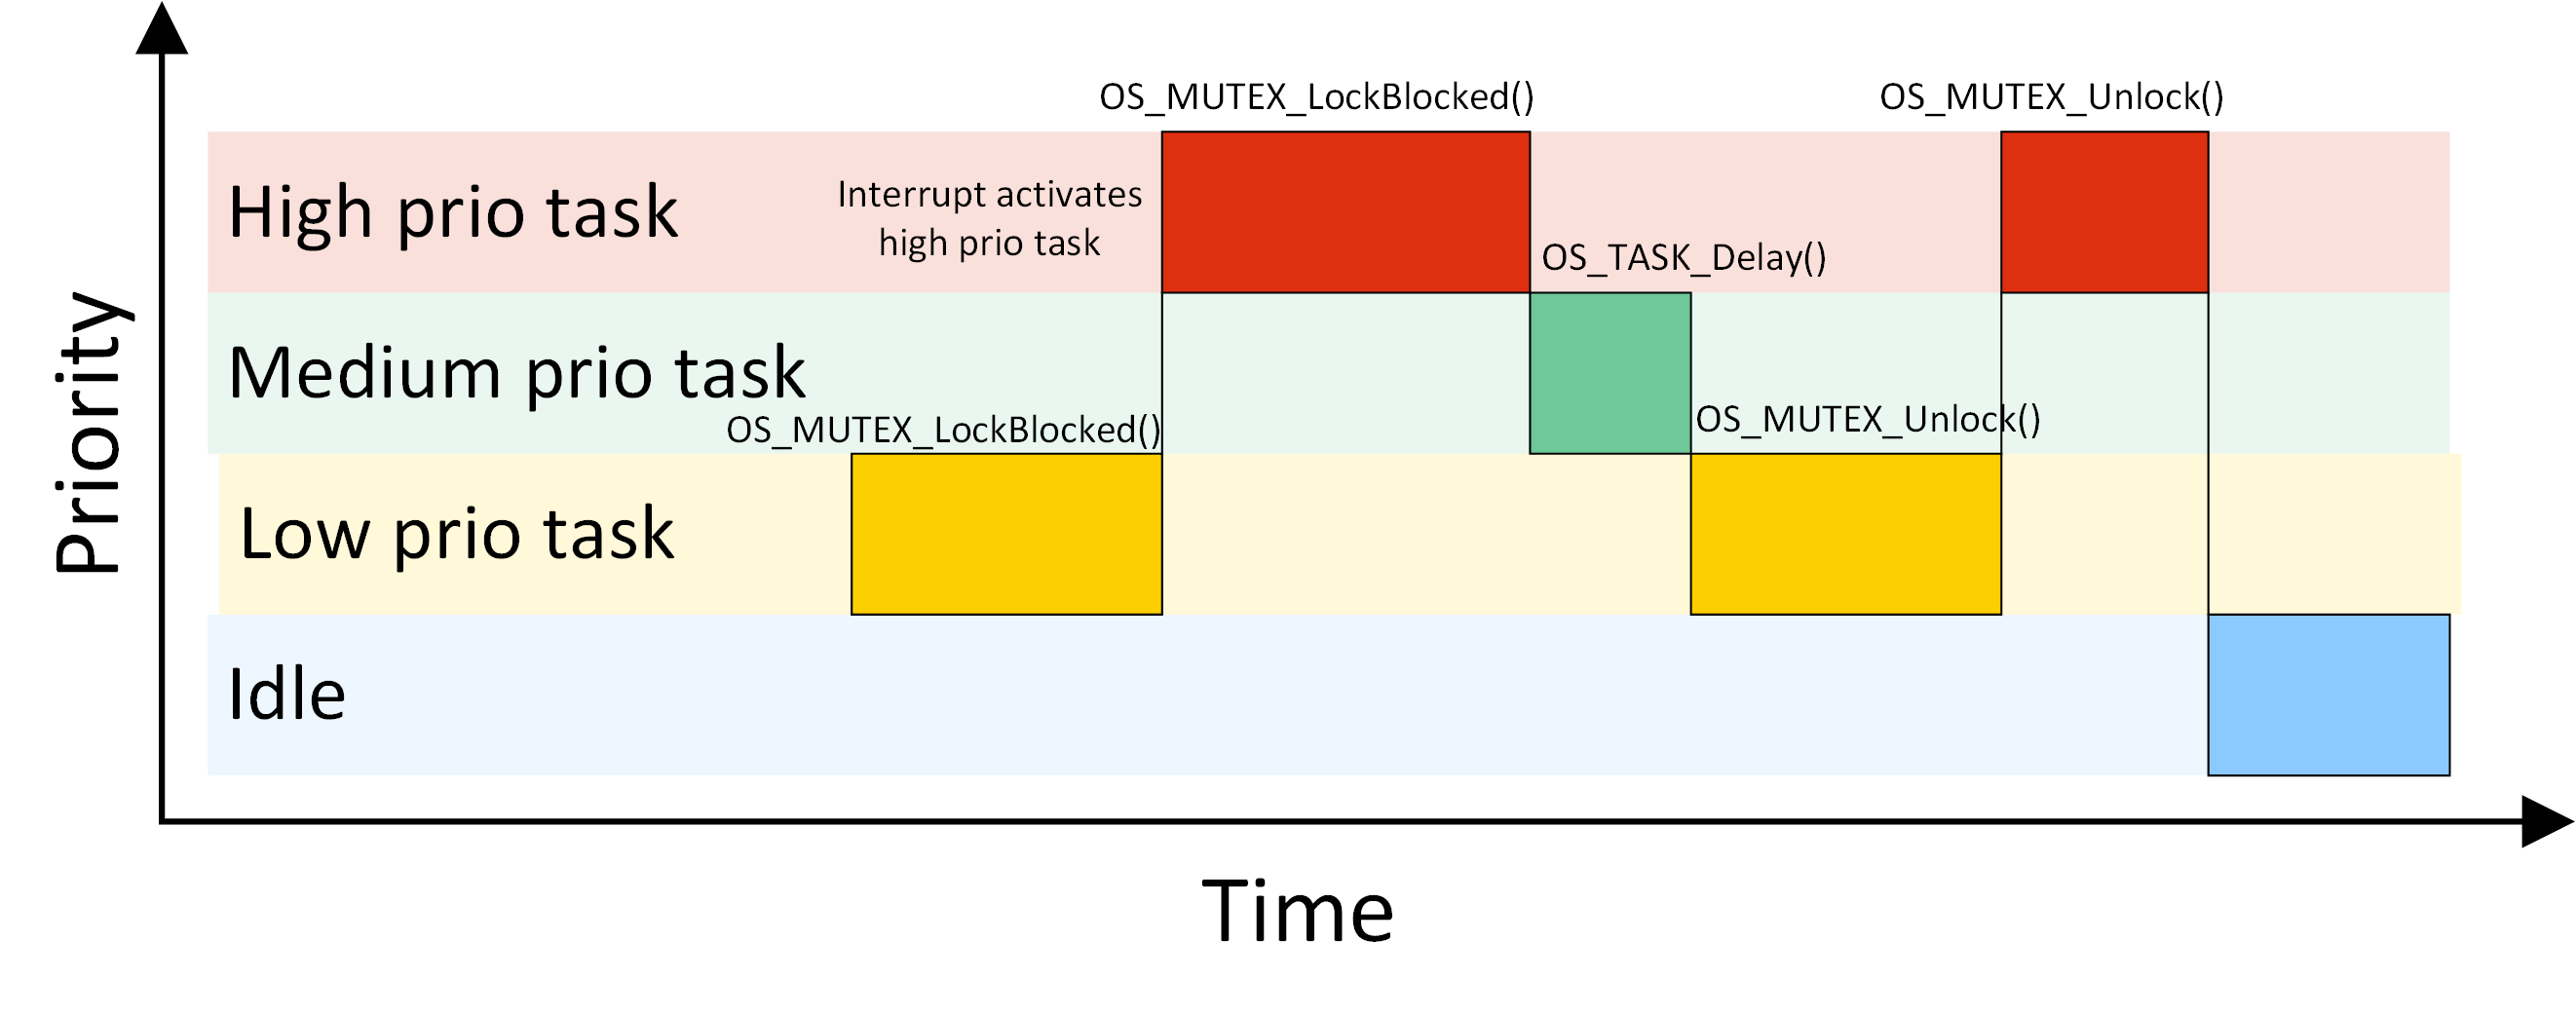 OS_MUTEX_LockBlocked()
OS_MUTEX_Unlock()
High prio task
Interrupt activates
high prio task
OS_TASK_Delay()
Medium prio task
OS_MUTEX_LockBlocked()
OS_MUTEX_Unlock()
Low prio task
Idle
Priority
Time